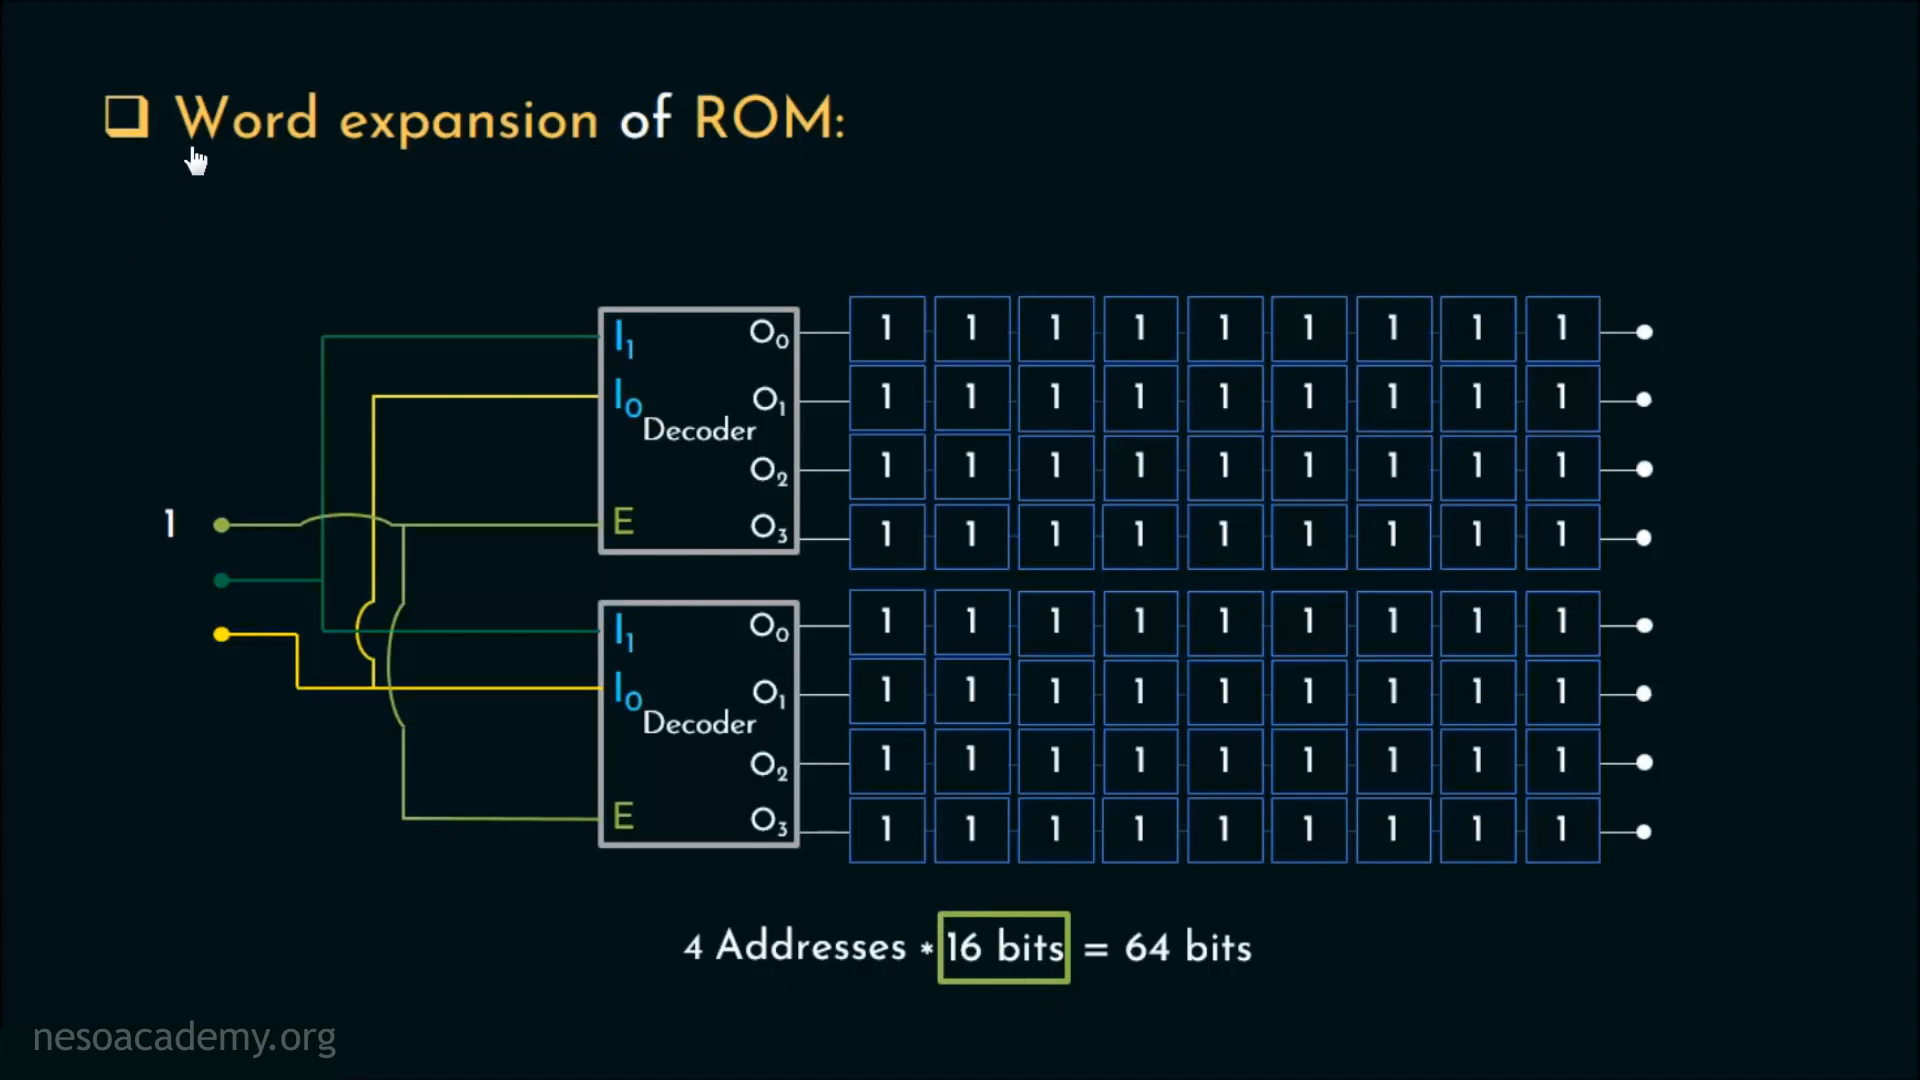 Word expansion of ROM:
I1 O0 1 1 1 1 1 1 1 1 1
I0 O1 1 1 1 1 1 1 1 1 1
Decoder
O2 1 1 1 1 1 1 1 1 1
1 E O3 1 1 1 1 1 1 1 1 1
I1 O0 1 1 1 1 1 1 1 1 1
I0 O1 1 1 1 1 1 1 1 1 1
Decoder
O2 1 1 1 1 1 1 1 1 1
E O3 1 1 1 1 1 1 1 1 1
4 Addresses * 16 bits = 64 bits
nesoacademy.org